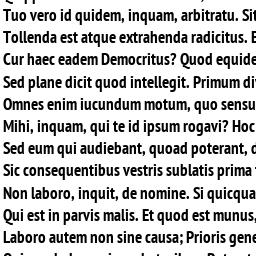 Tuo vero id quidem, inquam, arbitratu. Sit
Tollenda est atque extrahenda radicitus.
Cur haec eadem Democritus? Quod equide
Sed plane dicit quod intellegit. Primum di
Omnes enim iucundum motum, quo sensu
Mihi, inquam, qui te id ipsum rogavi? Hoc
Sed eum qui audiebant, quoad poterant, d
Sic consequentibus vestris sublatis prima
Non laboro, inquit, de nomine. Si quicqua
Qui est in parvis malis. Et quod est munus,
Laboro autem non sine causa; Prioris gene